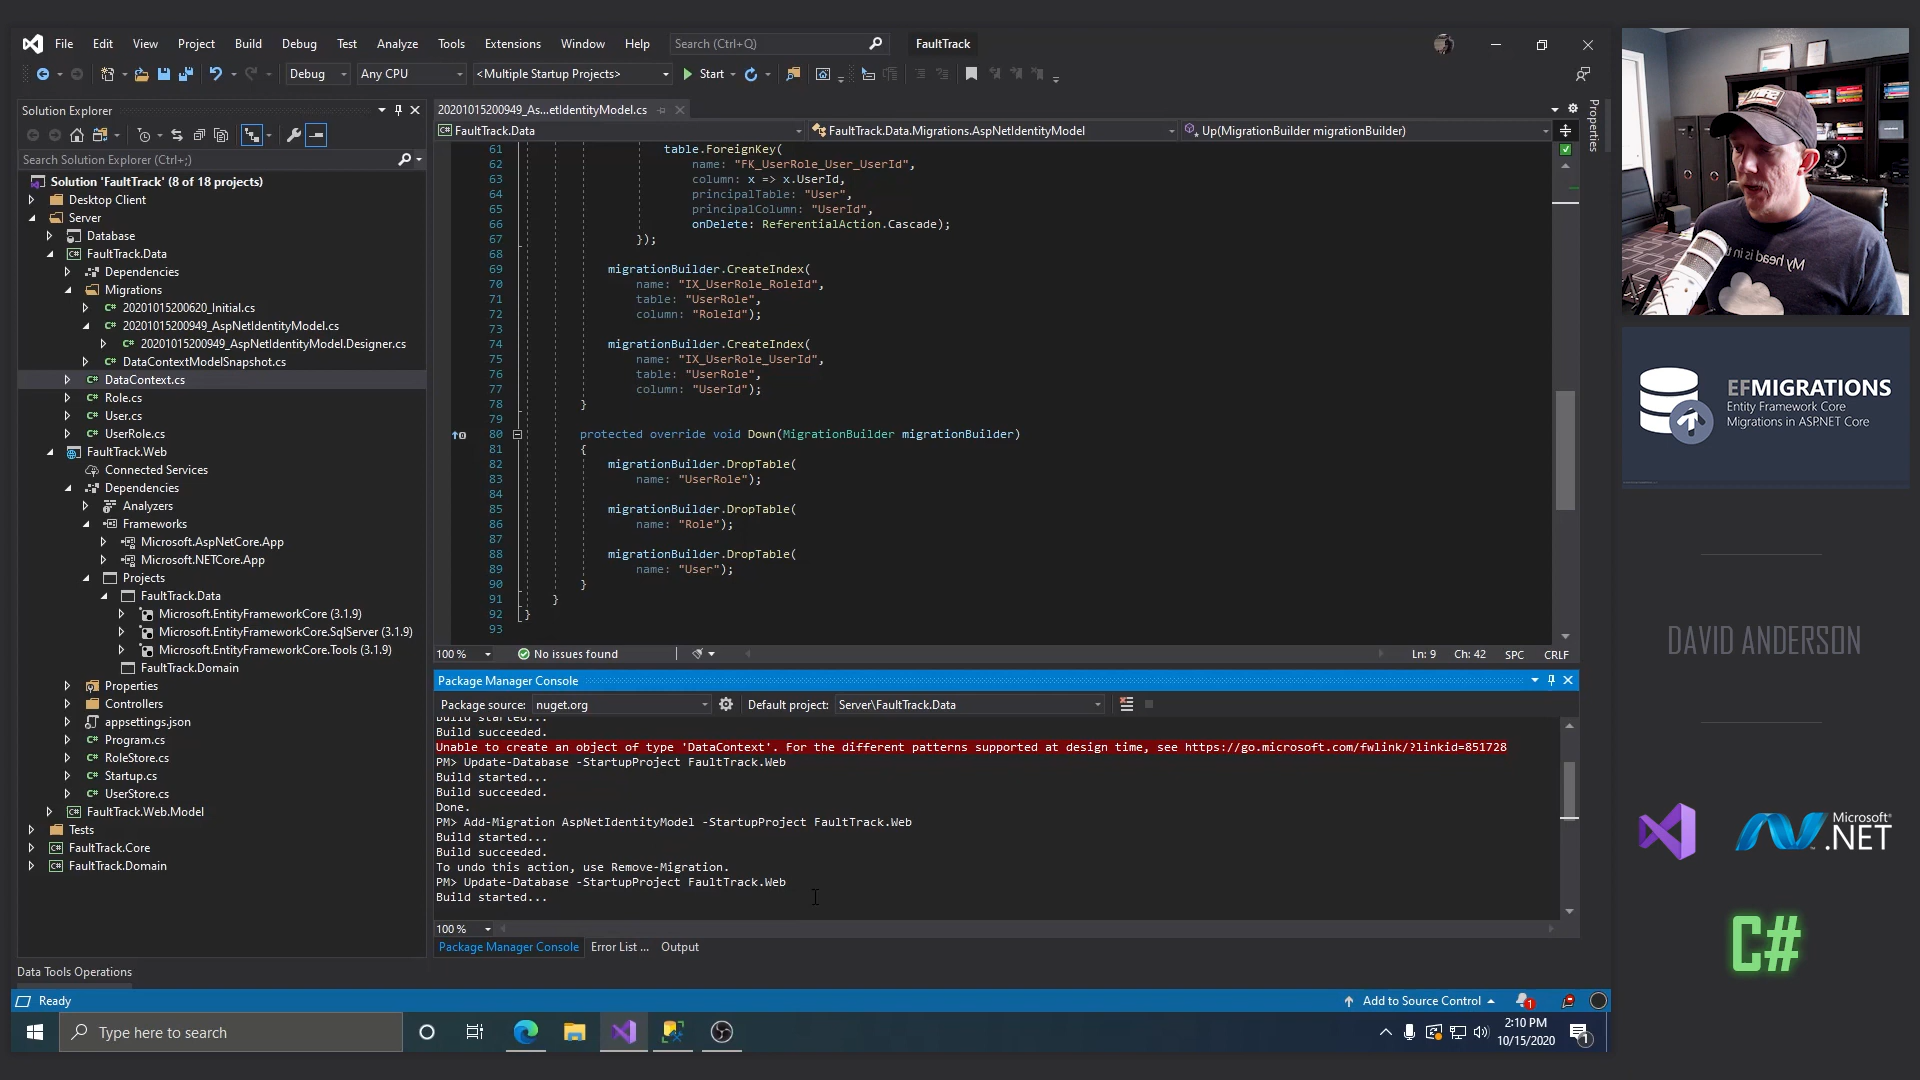 File Edit View Project Build Debug Test Analyze Tools Extensions Window Help Search (Ctrl+Q) FaultTrack
Debug Any CPU <Multiple Startup Projects> Start
Solution Explorer
Search Solution Explorer (Ctrl+;)
Solution 'FaultTrack' (8 of 18 projects)
Desktop Client
Server
Database
FaultTrack.Data
Dependencies
Migrations
20201015200620_Initial.cs
20201015200949_AspNetIdentityModel.cs
20201015200949_AspNetIdentityModel.Designer.cs
DataContextModelSnapshot.cs
DataContext.cs
Role.cs
User.cs
UserRole.cs
FaultTrack.Web
Connected Services
Dependencies
Analyzers
Frameworks
Microsoft.AspNetCore.App
Microsoft.NETCore.App
Projects
FaultTrack.Data
Microsoft.EntityFrameworkCore (3.1.9)
Microsoft.EntityFrameworkCore.SqlServer (3.1.9)
Microsoft.EntityFrameworkCore.Tools (3.1.9)
FaultTrack.Domain
Properties
Controllers
appsettings.json
Program.cs
RoleStore.cs
Startup.cs
UserStore.cs
FaultTrack.Web.Model
Tests
FaultTrack.Core
FaultTrack.Domain
Data Tools Operations
20201015200949_As...etIdentityModel.cs
FaultTrack.Data FaultTrack.Data.Migrations.AspNetIdentityModel Up(MigrationBuilder migrationBuilder)
Properties
61 table.ForeignKey(
62 name: "FK_UserRole_User_UserId",
63 column: x => x.UserId,
64 principalTable: "User",
65 principalColumn: "UserId",
66 onDelete: ReferentialAction.Cascade);
67 });
68
69 migrationBuilder.CreateIndex(
70 name: "IX_UserRole_RoleId",
71 table: "UserRole",
72 column: "RoleId");
73
74 migrationBuilder.CreateIndex(
75 name: "IX_UserRole_UserId",
76 table: "UserRole",
77 column: "UserId");
78 }
79
80 protected override void Down(MigrationBuilder migrationBuilder)
81 {
82 migrationBuilder.DropTable(
83 name: "UserRole");
84
85 migrationBuilder.DropTable(
86 name: "Role");
87
88 migrationBuilder.DropTable(
89 name: "User");
90 }
91 }
92 }
93
100 % No issues found Ln: 9 Ch: 42 SPC CRLF
Package Manager Console
Package source: nuget.org Default project: Server\FaultTrack.Data
Build started...
Build succeeded.
Unable to create an object of type 'DataContext'. For the different patterns supported at design time, see https://go.microsoft.com/fwlink/?linkid=851728
PM> Update-Database -StartupProject FaultTrack.Web
Build started...
Build succeeded.
Done.
PM> Add-Migration AspNetIdentityModel -StartupProject FaultTrack.Web
Build started...
Build succeeded.
To undo this action, use Remove-Migration.
PM> Update-Database -StartupProject FaultTrack.Web
Build started...
100 %
Package Manager Console Error List ... Output
Ready Add to Source Control 1
Type here to search
2:10 PM
10/15/2020
1
My head is in th
EFMIGRATIONS
Entity Framework Core
Migrations in ASP.NET Core
DAVID ANDERSON
Microsoft®
.NET
C#